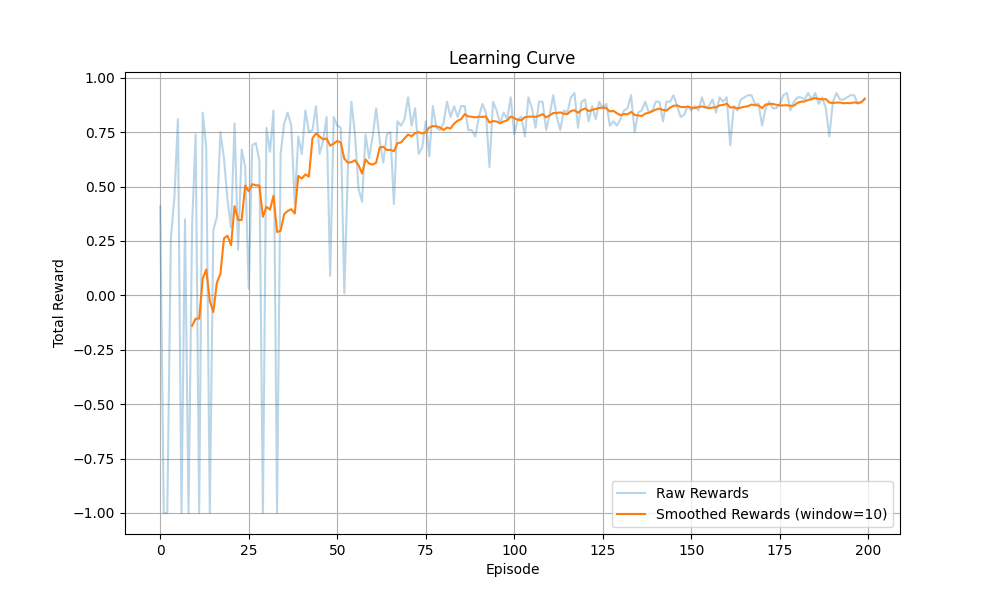 Learning Curve
1.00
0.75
0.50
0.25
0.00
−0.25
−0.50
−0.75
−1.00
Total Reward
Raw Rewards
Smoothed Rewards (window=10)
0 25 50 75 100 125 150 175 200
Episode